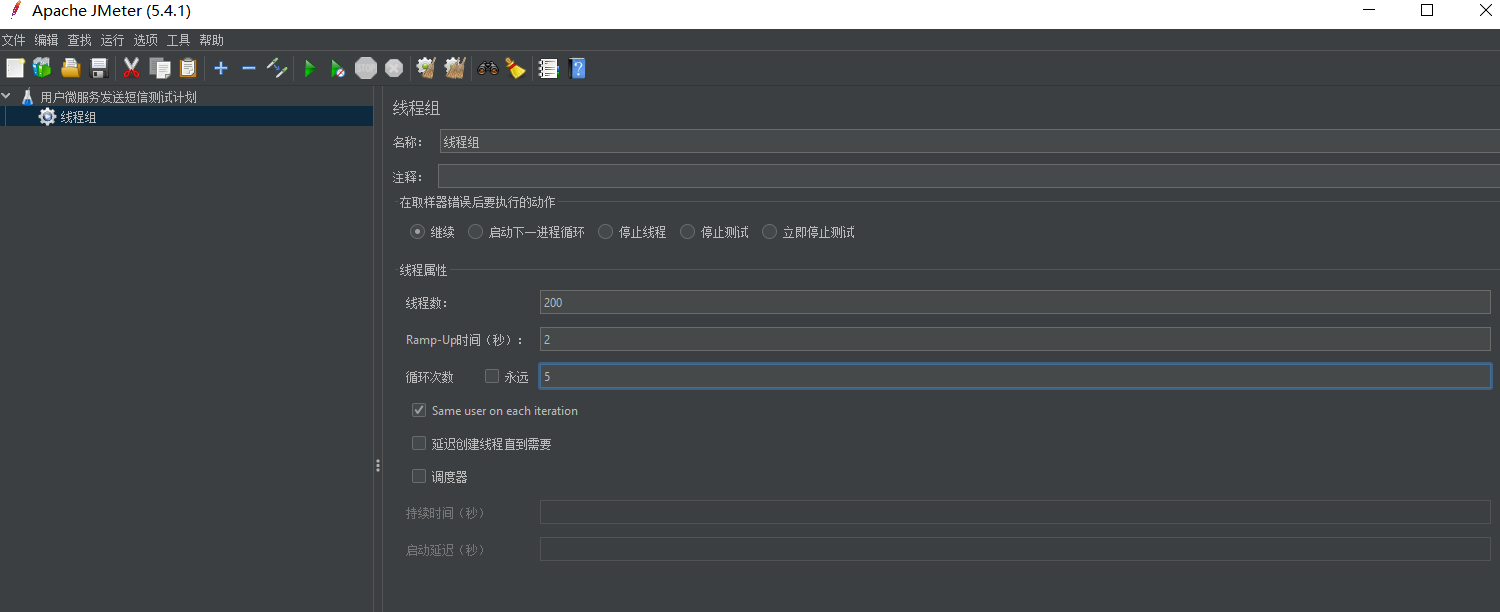 Apache JMeter (5.4.1)
文件 编辑 查找 运行 选项 工具 帮助
用户微服务发送短信测试计划
线程组
线程组
名称： 线程组
注释：
在取样器错误后要执行的动作
继续 启动下一进程循环 停止线程 停止测试 立即停止测试
线程属性
线程数： 200
Ramp-Up时间（秒）： 2
循环次数 永远 5
Same user on each iteration
延迟创建线程直到需要
调度器
持续时间（秒）
启动延迟（秒）